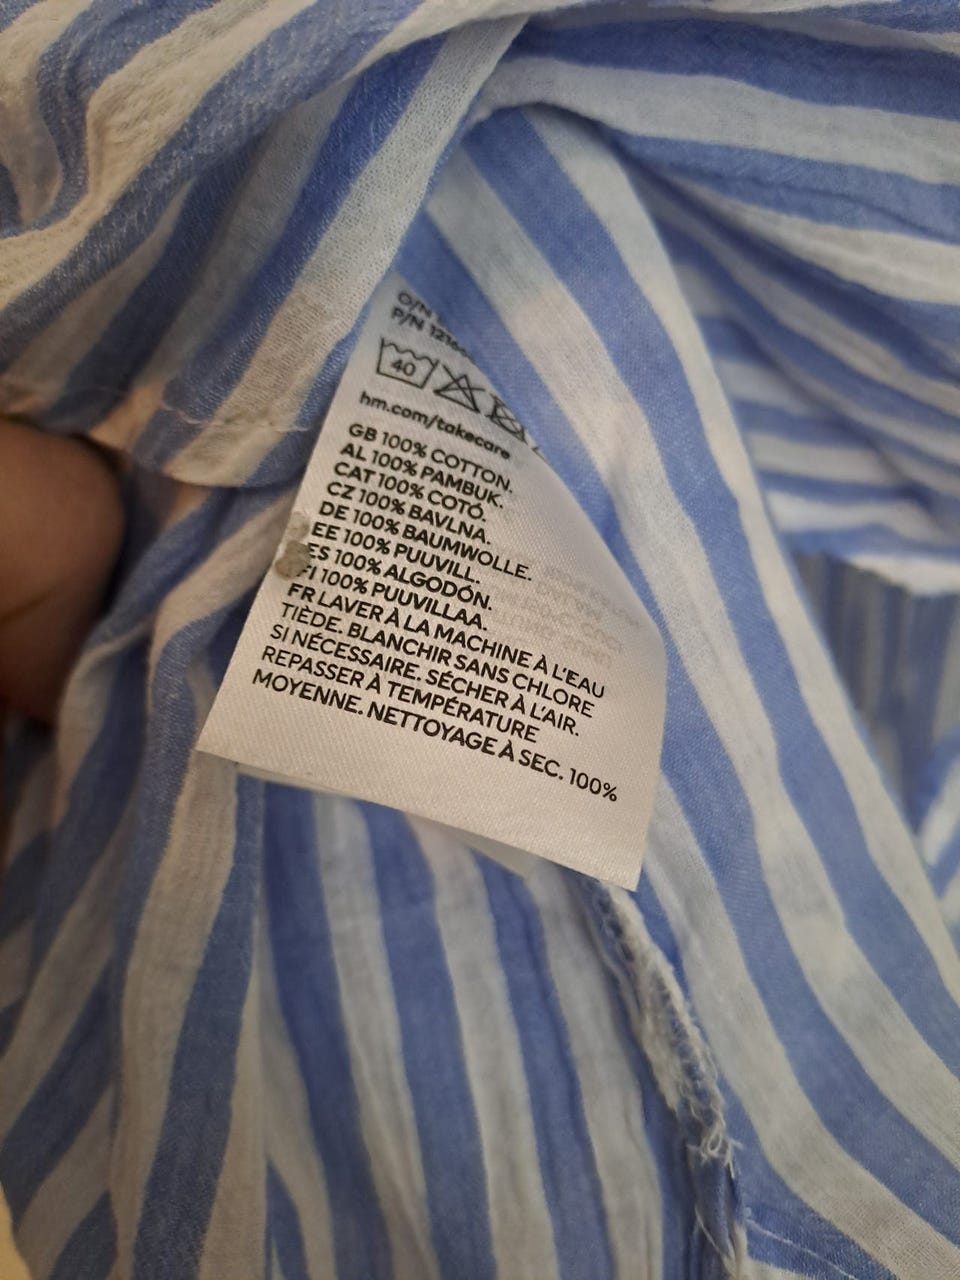 O/N
P/N
40
hm.com/takecare
GB 100% COTTON.
AL 100% PAMBUK.
CAT 100% COTÓ.
CZ 100% BAVLNA.
DE 100% BAUMWOLLE.
EE 100% PUUVILL.
ES 100% ALGODÓN.
FI 100% PUUVILLAA.
FR LAVER À LA MACHINE À L'EAU
TIÈDE. BLANCHIR SANS CHLORE
SI NÉCESSAIRE. SÉCHER À L'AIR.
REPASSER À TEMPÉRATURE
MOYENNE. NETTOYAGE À SEC. 100%